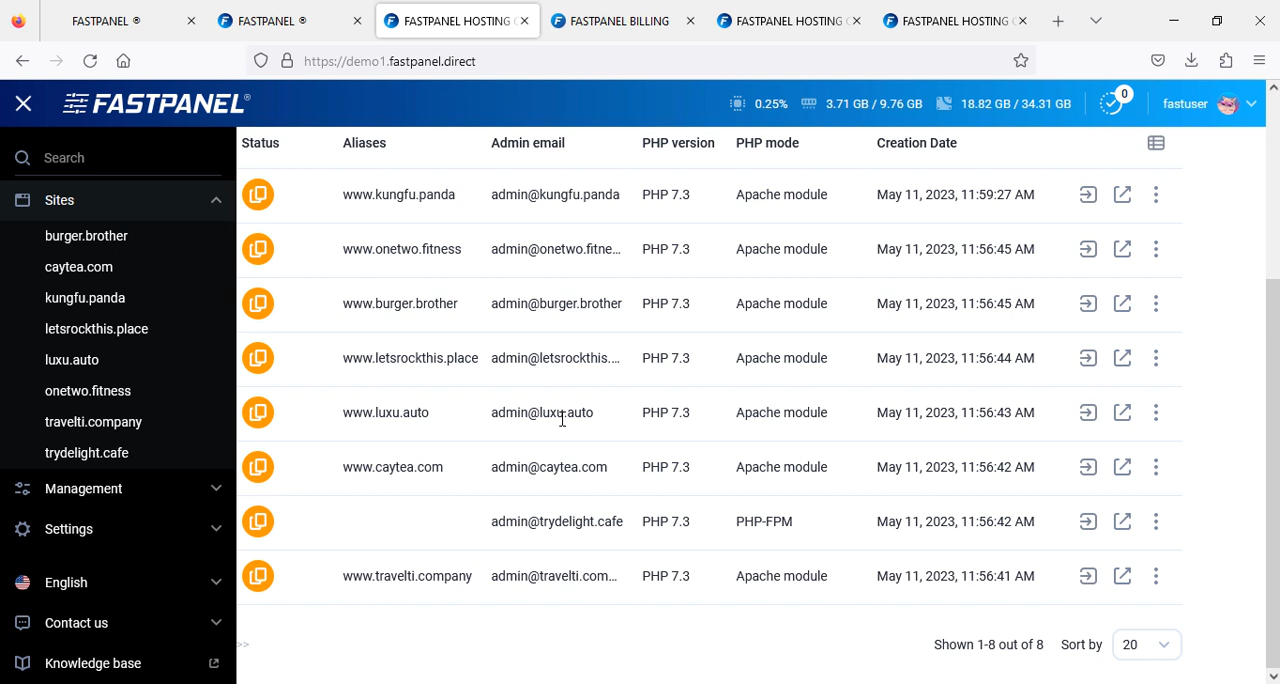 FASTPANEL ®
FASTPANEL ®
FASTPANEL HOSTING
FASTPANEL BILLING
FASTPANEL HOSTING
FASTPANEL HOSTING
https://demo1.fastpanel.direct
FASTPANEL®
0.25%
3.71 GB / 9.76 GB
18.82 GB / 34.31 GB
0
fastuser
Search
Sites
burger.brother
caytea.com
kungfu.panda
letsrockthis.place
luxu.auto
onetwo.fitness
travelti.company
trydelight.cafe
Management
Settings
English
Contact us
Knowledge base
Status Aliases Admin email PHP version PHP mode Creation Date
www.kungfu.panda admin@kungfu.panda PHP 7.3 Apache module May 11, 2023, 11:59:27 AM
www.onetwo.fitness admin@onetwo.fitne... PHP 7.3 Apache module May 11, 2023, 11:56:45 AM
www.burger.brother admin@burger.brother PHP 7.3 Apache module May 11, 2023, 11:56:45 AM
www.letsrockthis.place admin@letsrockthis.... PHP 7.3 Apache module May 11, 2023, 11:56:44 AM
www.luxu.auto admin@luxu.auto PHP 7.3 Apache module May 11, 2023, 11:56:43 AM
www.caytea.com admin@caytea.com PHP 7.3 Apache module May 11, 2023, 11:56:42 AM
admin@trydelight.cafe PHP 7.3 PHP-FPM May 11, 2023, 11:56:42 AM
www.travelti.company admin@travelti.com... PHP 7.3 Apache module May 11, 2023, 11:56:41 AM
>> Shown 1-8 out of 8 Sort by 20